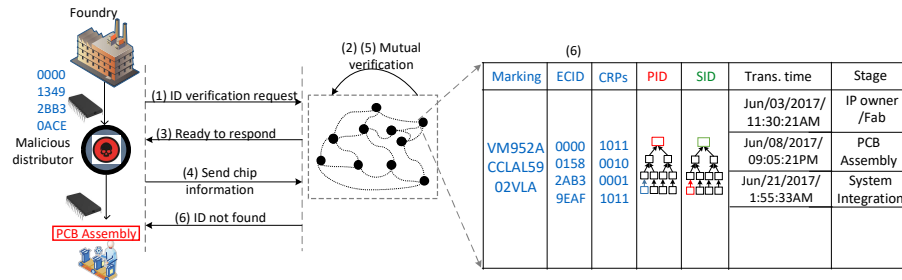 Foundry
0000
1349
2BB3
0ACE
Malicious
distributor
PCB Assembly
(1) ID verification request
(3) Ready to respond
(4) Send chip
information
(6) ID not found
(2) (5) Mutual
verification
(6)
Marking ECID CRPs PID SID Trans. time Stage
VM952A
CCLAL59
02VLA
0000
0158
2AB3
9EAF
1011
0010
0001
1011
Jun/03/2017/
11:30:21AM
IP owner
/Fab
Jun/08/2017/
09:05:21PM
PCB
Assembly
Jun/21/2017/
1:55:33AM
System
Integration